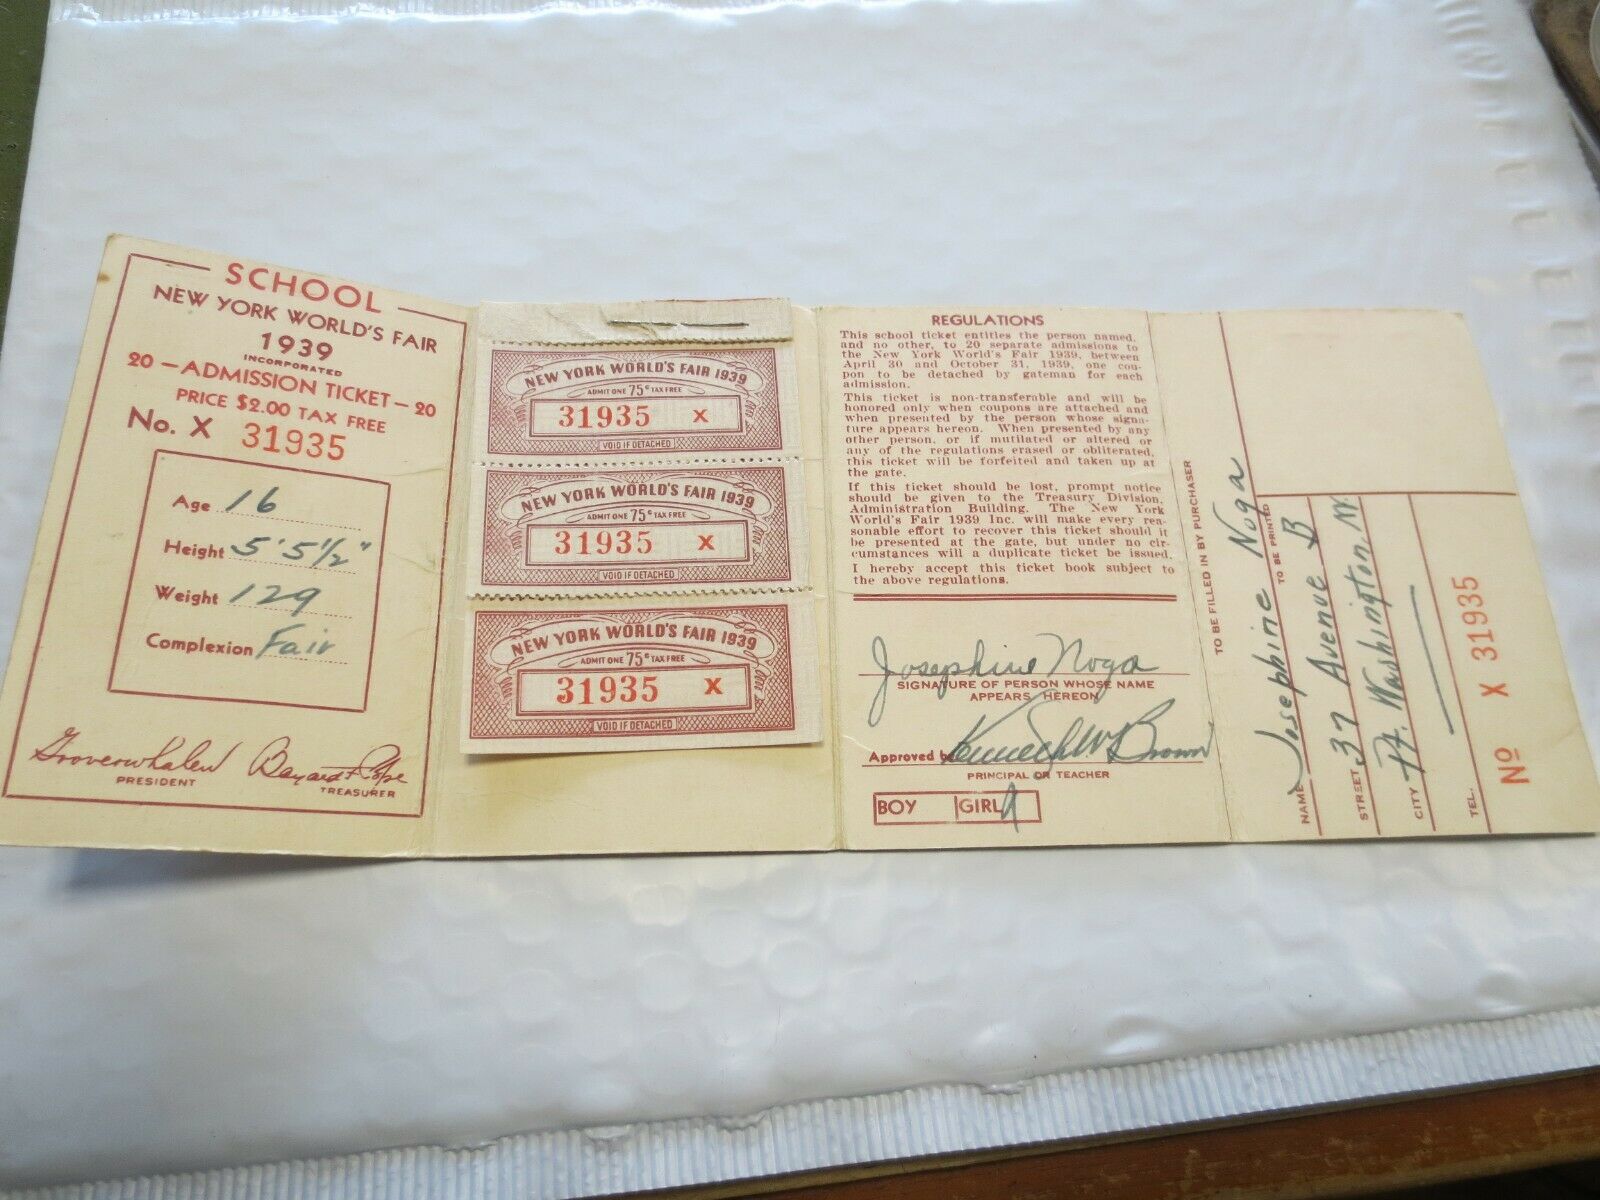 SCHOOL
NEW YORK WORLD'S FAIR
1939
INCORPORATED
20 — ADMISSION TICKET — 20
PRICE $2.00 TAX FREE
No. X 31935
Age 16
Height 5' 5 1/2"
Weight 129
Complexion Fair
Grover Whalen
PRESIDENT
Bayard F. Pope
TREASURER
NEW YORK WORLD'S FAIR 1939
ADMIT ONE 75¢ TAX FREE
31935 X
VOID IF DETACHED
NEW YORK WORLD'S FAIR 1939
ADMIT ONE 75¢ TAX FREE
31935 X
VOID IF DETACHED
NEW YORK WORLD'S FAIR 1939
ADMIT ONE 75¢ TAX FREE
31935 X
VOID IF DETACHED
REGULATIONS
This school ticket entitles the person named,
and no other, to 20 separate admissions to
the New York World's Fair 1939, between
April 30 and October 31, 1939, one cou-
pon to be detached by gateman for each
admission.
This ticket is non-transferable and will be
honored only when coupons are attached and
when presented by the person whose signa-
ture appears hereon. When presented by any
other person, or if mutilated or altered or
any of the regulations erased or obliterated,
this ticket will be forfeited and taken up at
the gate.
If this ticket should be lost, prompt notice
should be given to the Treasury Division,
Administration Building. The New York
World's Fair 1939 Inc. will make every rea-
sonable effort to recover this ticket should it
be presented at the gate, but under no cir-
cumstances will a duplicate ticket be issued.
I hereby accept this ticket book subject to
the above regulations.
Josephine Noga
SIGNATURE OF PERSON WHOSE NAME
APPEARS HEREON
Approved by Kenneth W Brown
PRINCIPAL OR TEACHER
BOY GIRL
TO BE FILLED IN BY PURCHASER
NAME Josephine Noga
TO BE PRINTED
STREET 37 Avenue B
CITY Pt. Washington, N.
TEL.
No X 31935